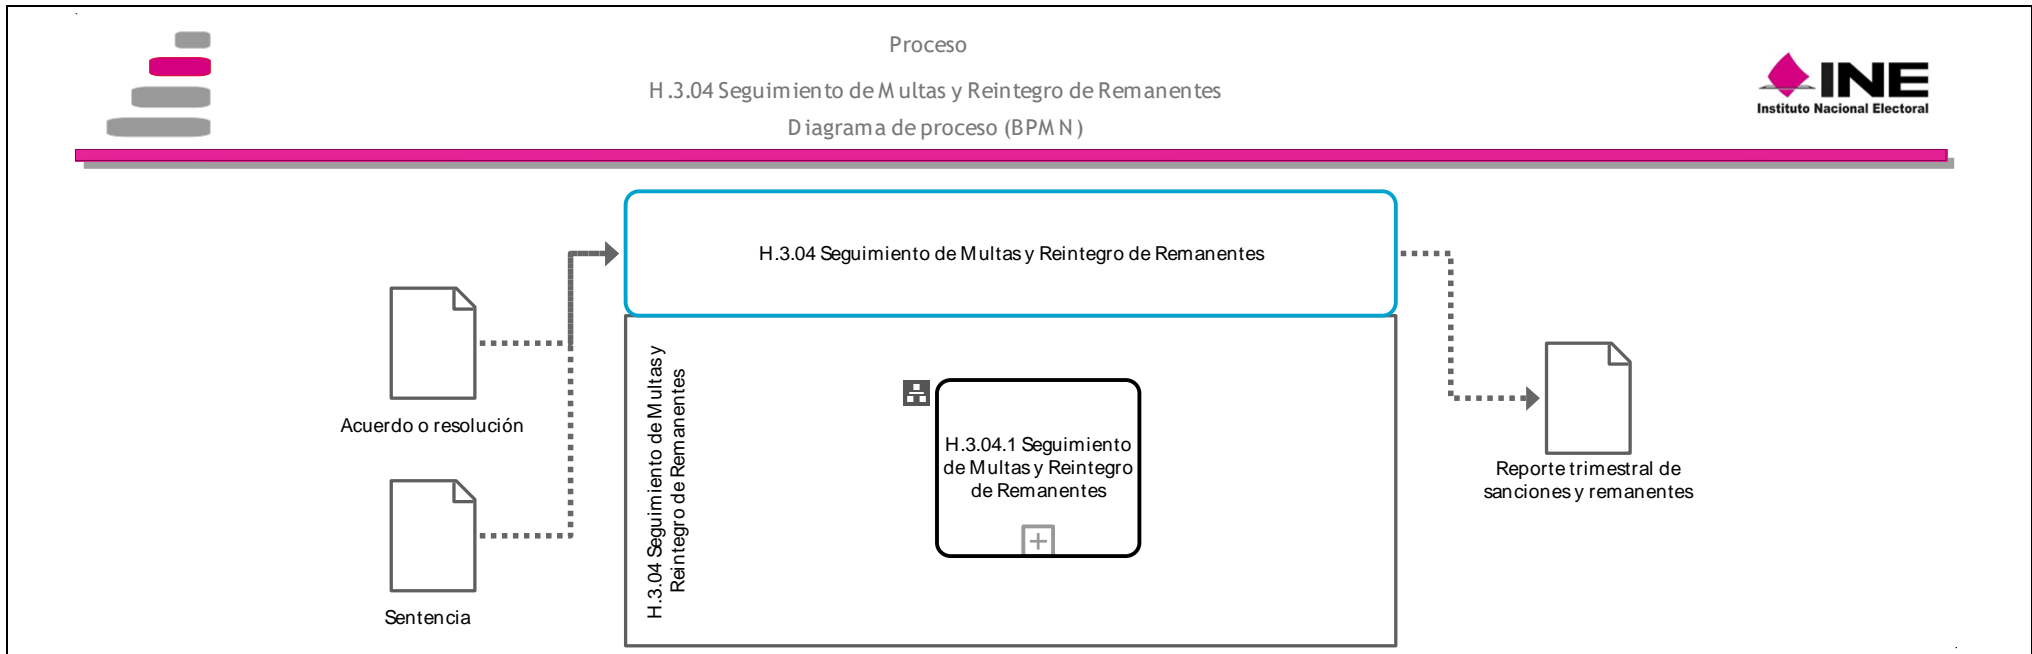 Proceso
H.3.04 Seguimiento de Multas y Reintegro de Remanentes
Diagrama de proceso (BPMN)
INE
Instituto Nacional Electoral
H.3.04 Seguimiento de Multas y Reintegro de Remanentes
Acuerdo o resolución
Sentencia
H.3.04 Seguimiento de Multas y
Reintegro de Remanentes
H.3.04.1 Seguimiento
de Multas y Reintegro
de Remanentes
Reporte trimestral de
sanciones y remanentes